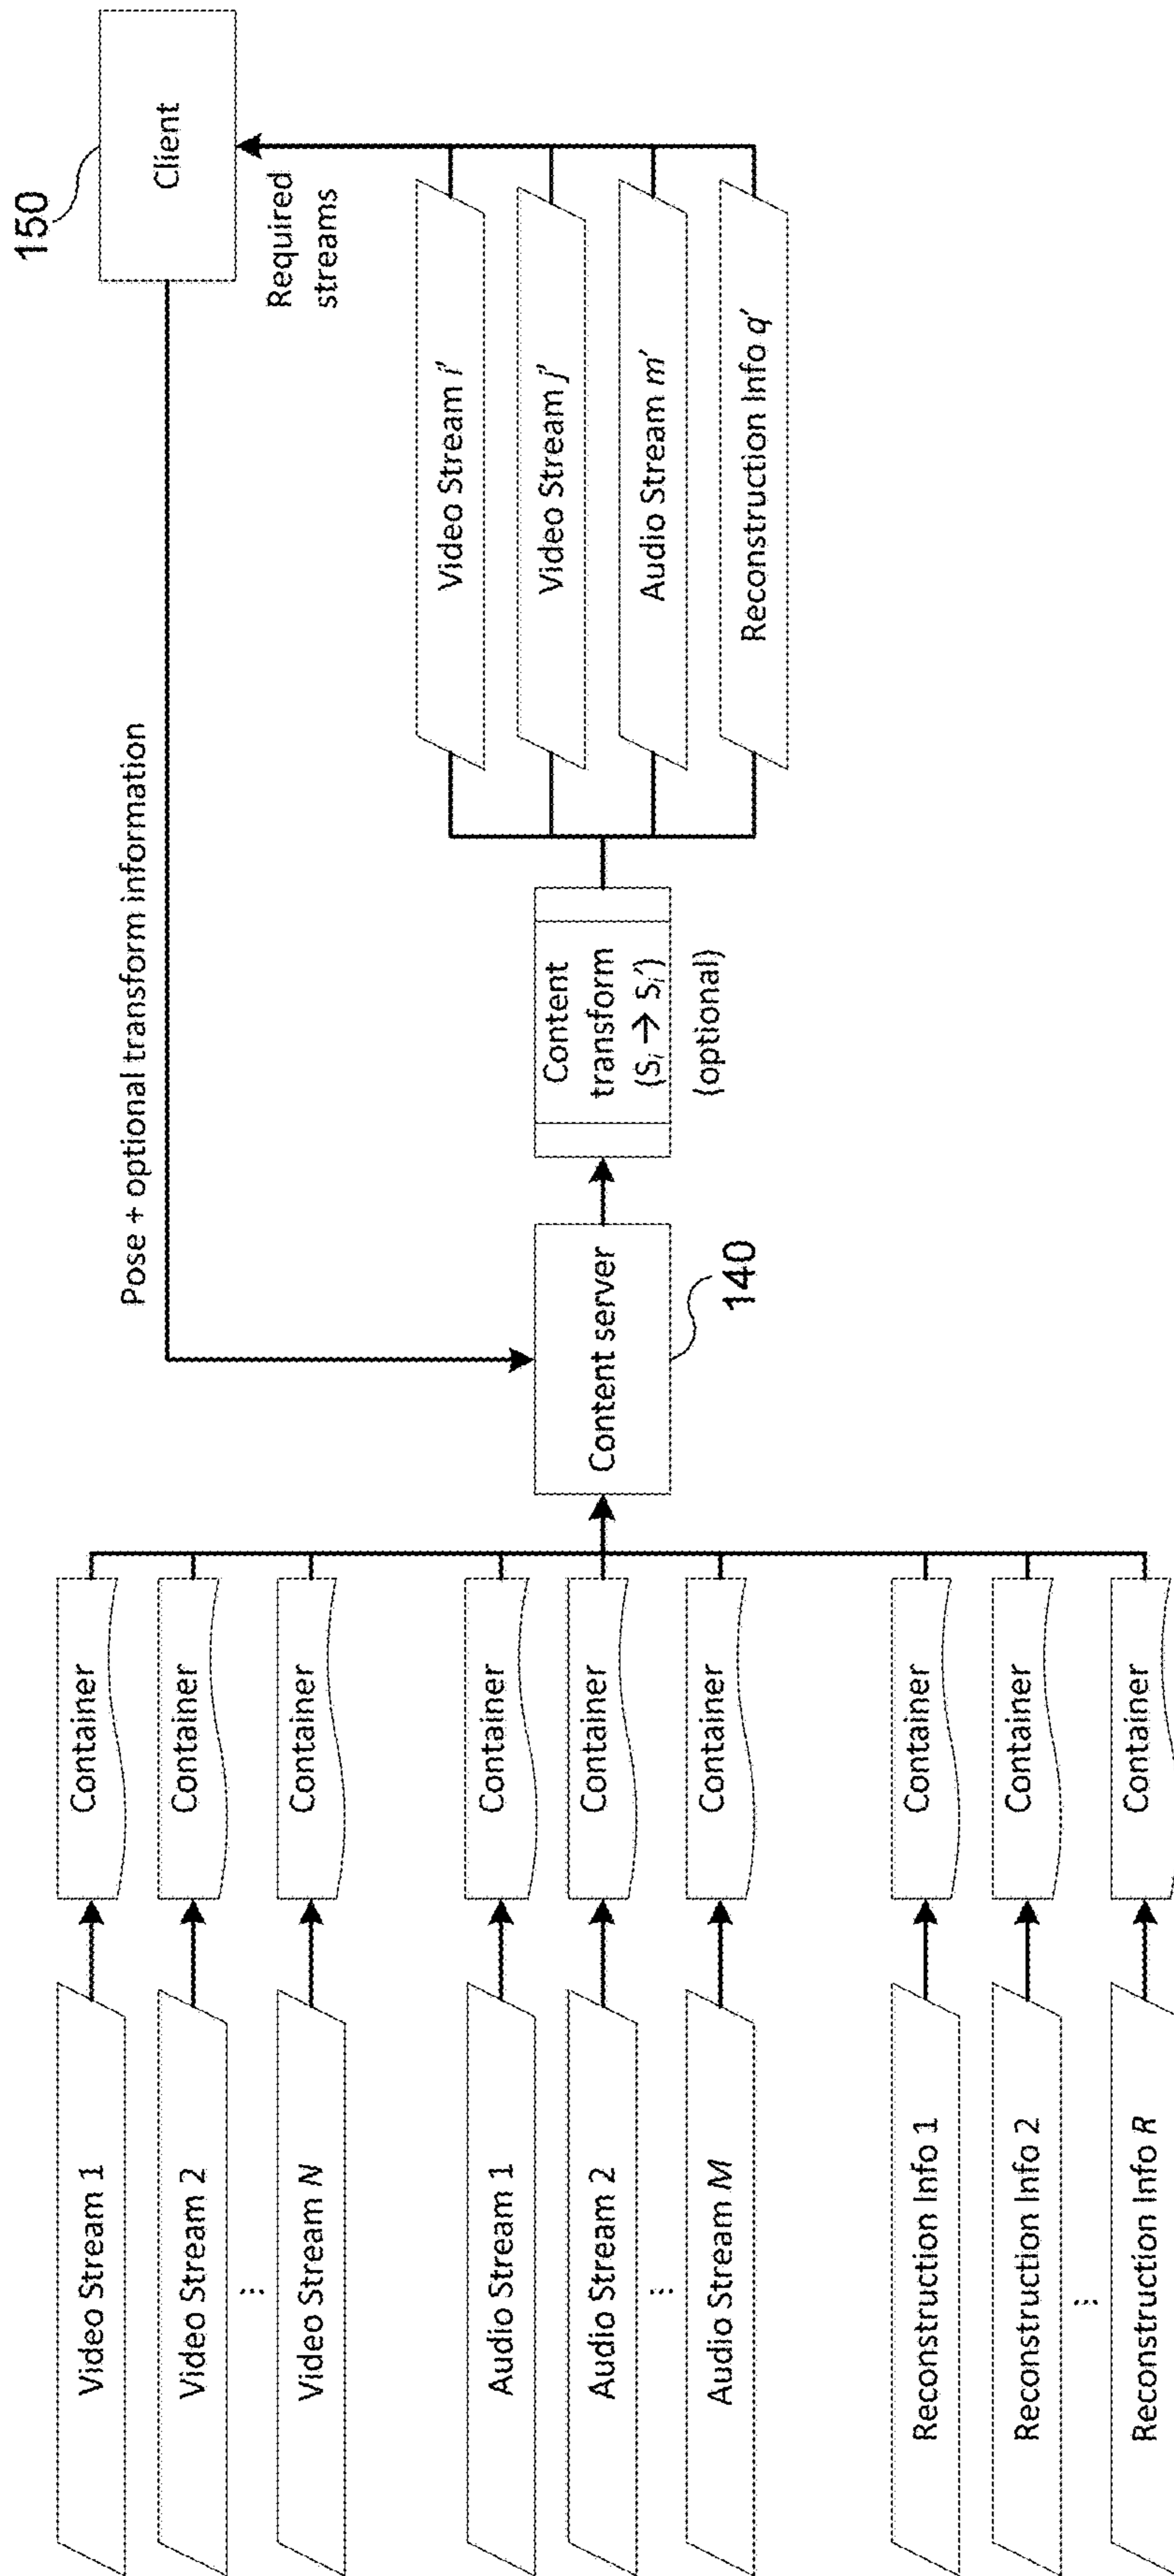 Video Stream 1
Container
Video Stream 2
Container
...
Video Stream N
Container
Audio Stream 1
Container
Audio Stream 2
Container
...
Audio Stream M
Container
Reconstruction Info 1
Container
Reconstruction Info 2
Container
...
Reconstruction Info R
Container
Content server
140
Content
transform
(Sᵢ → Sᵢ')
(optional)
Pose + optional transform information
Video Stream i'
Video Stream j'
Audio Stream m'
Reconstruction Info q'
Required
streams
150
Client